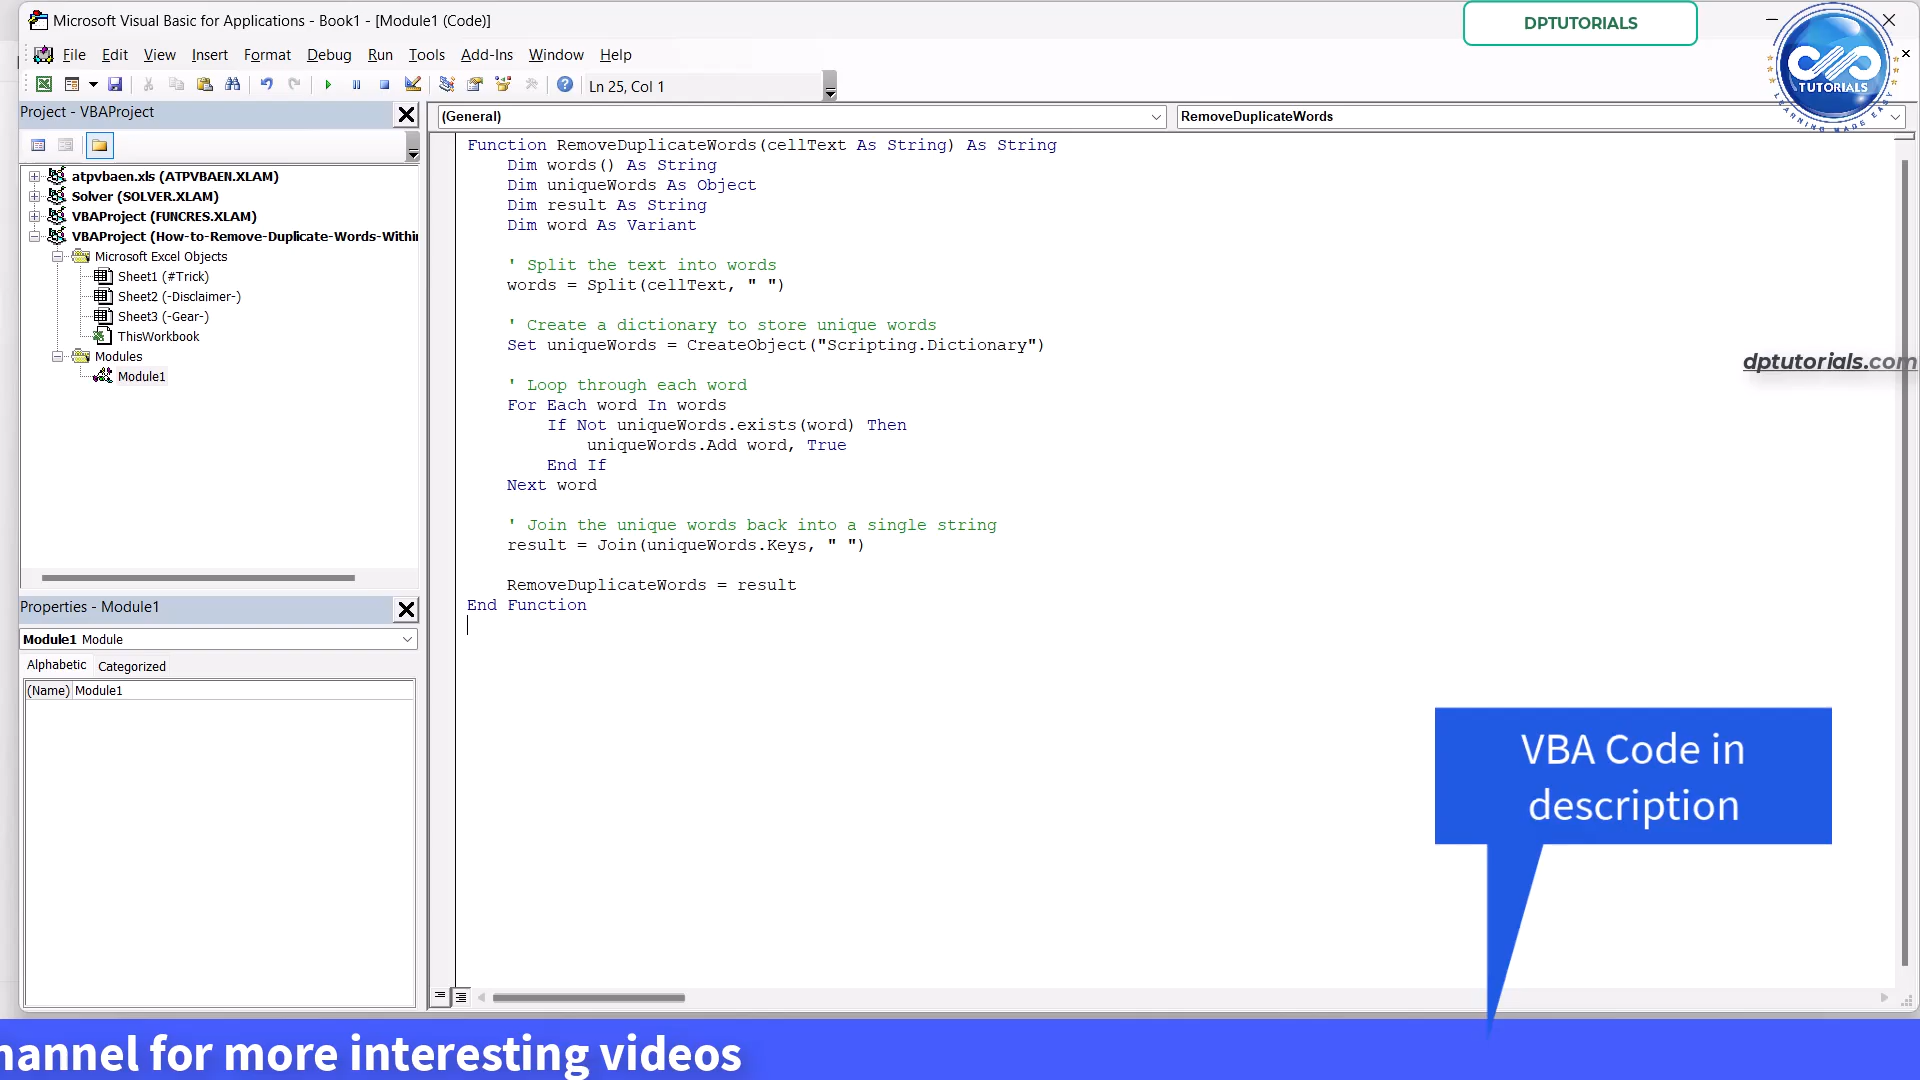 Microsoft Visual Basic for Applications - Book1 - [Module1 (Code)]
DPTUTORIALS
TUTORIALS
LEARNING MADE EASY
File Edit View Insert Format Debug Run Tools Add-Ins Window Help
Ln 25, Col 1
Project - VBAProject
(General)
RemoveDuplicateWords
atpvbaen.xls (ATPVBAEN.XLAM)
Solver (SOLVER.XLAM)
VBAProject (FUNCRES.XLAM)
VBAProject (How-to-Remove-Duplicate-Words-Within
Microsoft Excel Objects
Sheet1 (#Trick)
Sheet2 (-Disclaimer-)
Sheet3 (-Gear-)
ThisWorkbook
Modules
Module1
Properties - Module1
Module1 Module
Alphabetic Categorized
(Name) Module1
Function RemoveDuplicateWords(cellText As String) As String
Dim words() As String
Dim uniqueWords As Object
Dim result As String
Dim word As Variant
' Split the text into words
words = Split(cellText, " ")
' Create a dictionary to store unique words
Set uniqueWords = CreateObject("Scripting.Dictionary")
' Loop through each word
For Each word In words
If Not uniqueWords.exists(word) Then
uniqueWords.Add word, True
End If
Next word
' Join the unique words back into a single string
result = Join(uniqueWords.Keys, " ")
RemoveDuplicateWords = result
End Function
dptutorials.com
VBA Code in
description
hannel for more interesting videos